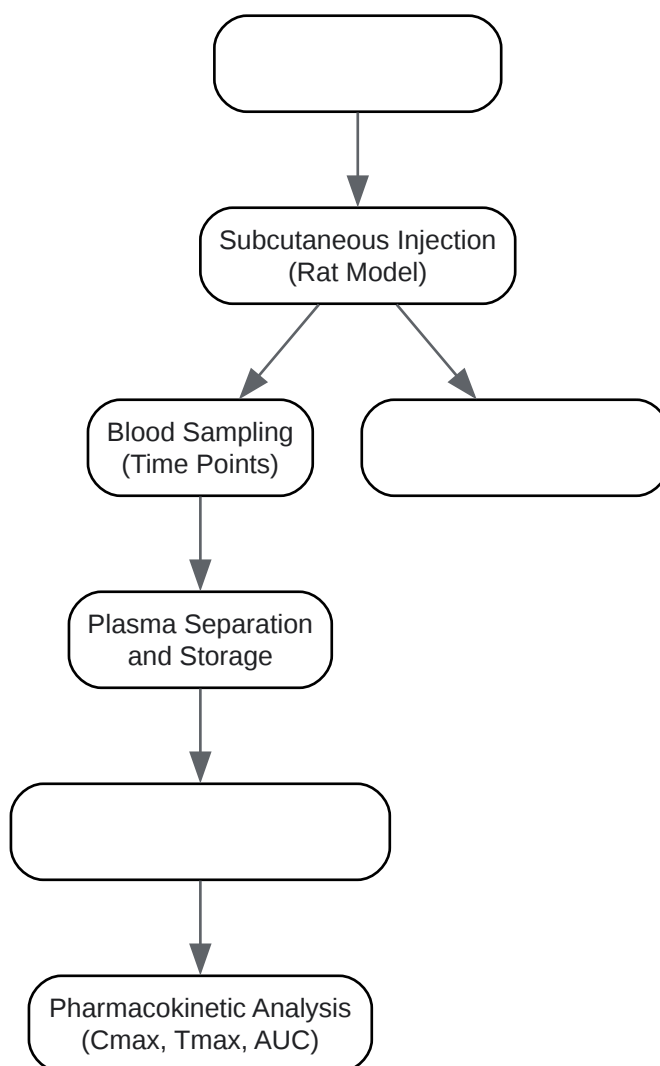 Subcutaneous Injection
(Rat Model)
Blood Sampling
(Time Points)
Plasma Separation
and Storage
Pharmacokinetic Analysis
(Cmax, Tmax, AUC)